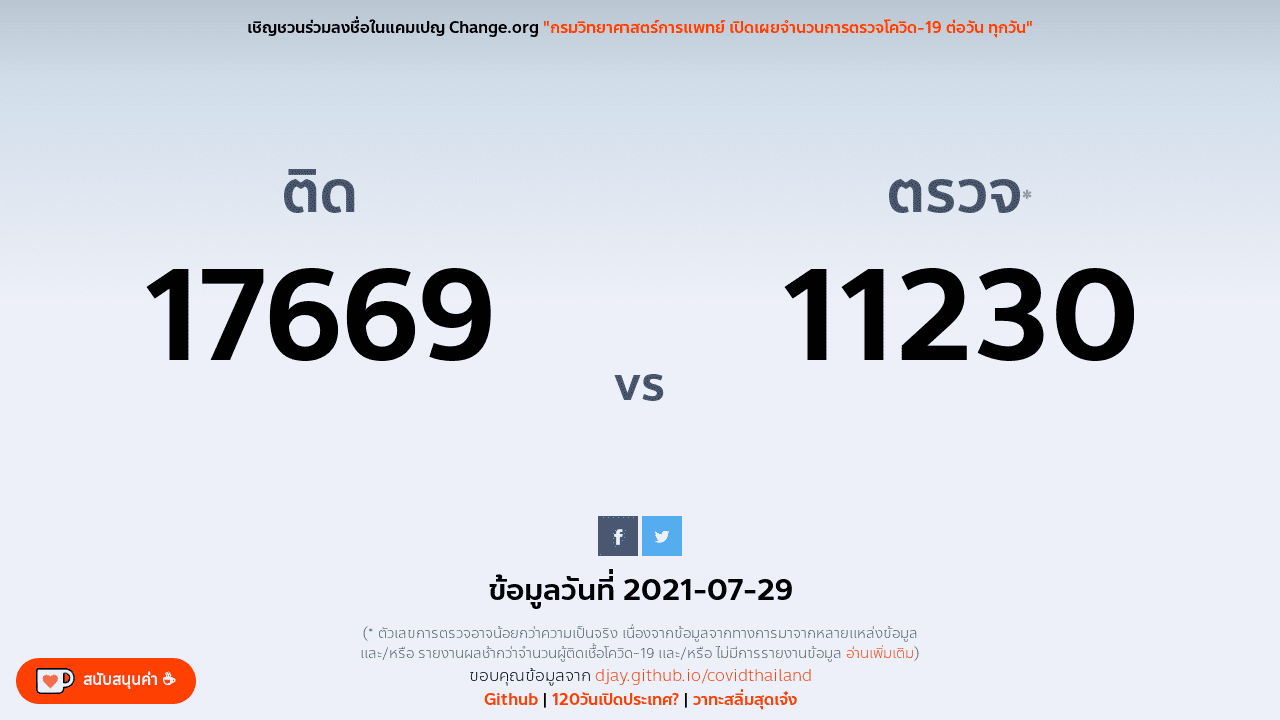 เชิญชวนร่วมลงชื่อในแคมเปญ Change.org "กรมวิทยาศาสตร์การแพทย์ เปิดเผยจำนวนการตรวจโควิด-19 ต่อวัน ทุกวัน"
ติด
ตรวจ*
17669
11230
vs
ข้อมูลวันที่ 2021-07-29
(* ตัวเลขการตรวจอาจน้อยกว่าความเป็นจริง เนื่องจากข้อมูลจากทางการมาจากหลายแหล่งข้อมูล
และ/หรือ รายงานผลช้ากว่าจำนวนผู้ติดเชื้อโควิด-19 และ/หรือ ไม่มีการรายงานข้อมูล อ่านเพิ่มเติม)
ขอบคุณข้อมูลจาก djay.github.io/covidthailand
Github | 120วันเปิดประเทศ? | วาทะสลิ่มสุดเจ๋ง
สนับสนุนค่า ☕